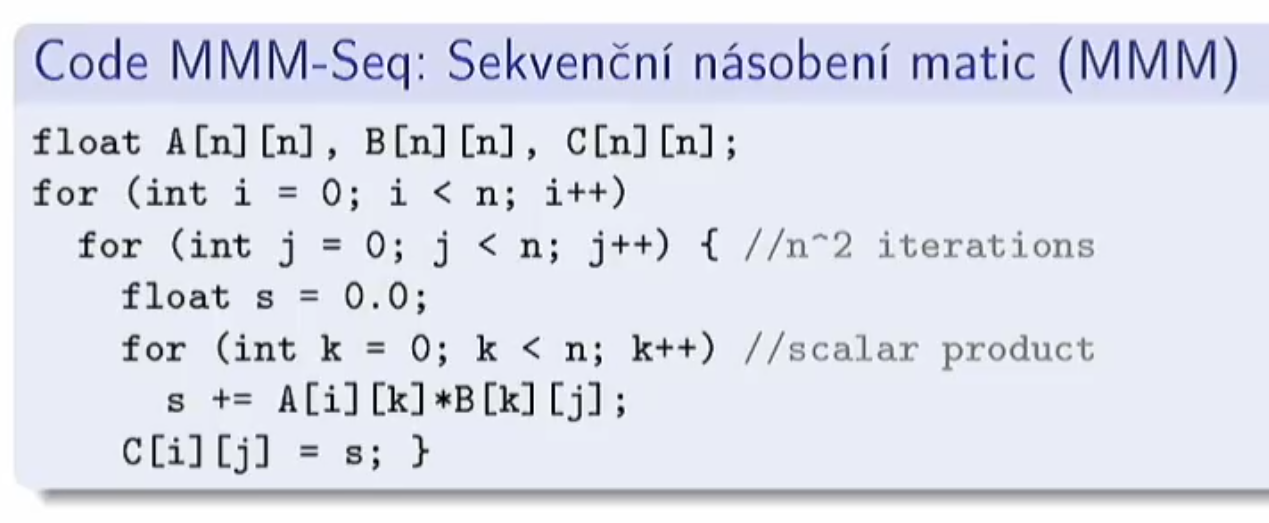 Code MMM-Seq: Sekvenční násobení matic (MMM)
float A[n][n], B[n][n], C[n][n];
for (int i = 0; i < n; i++)
for (int j = 0; j < n; j++) { //n^2 iterations
float s = 0.0;
for (int k = 0; k < n; k++) //scalar product
s += A[i][k]*B[k][j];
C[i][j] = s; }